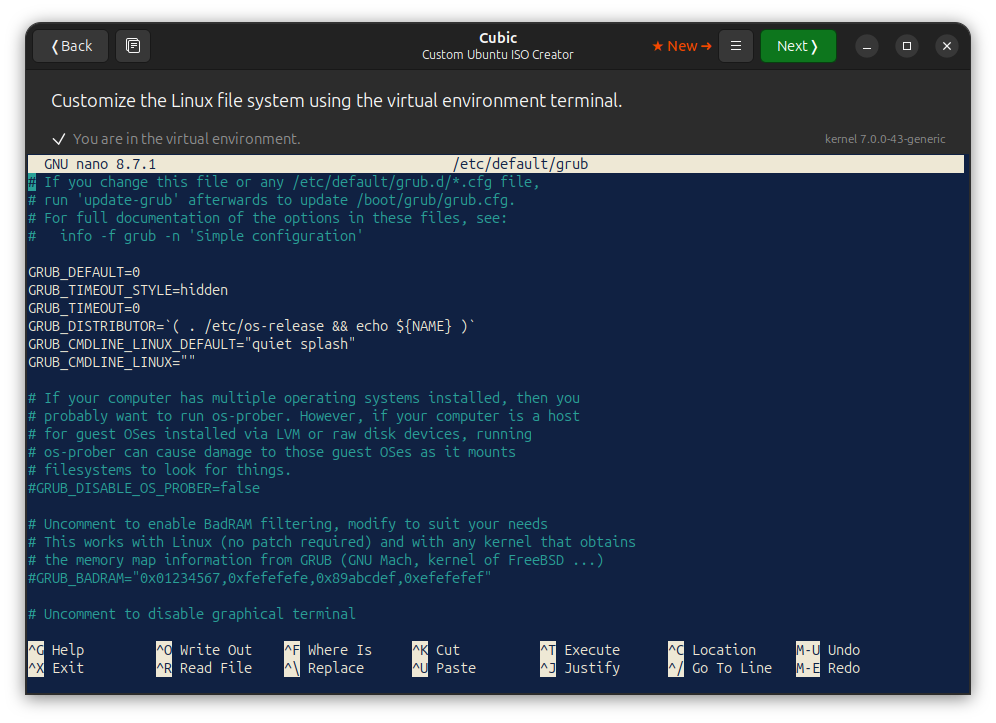 Back
Cubic
Custom Ubuntu ISO Creator
★ New →
Next
Customize the Linux file system using the virtual environment terminal.
You are in the virtual environment.
kernel 7.0.0-43-generic
GNU nano 8.7.1 /etc/default/grub
# If you change this file or any /etc/default/grub.d/*.cfg file,
# run 'update-grub' afterwards to update /boot/grub/grub.cfg.
# For full documentation of the options in these files, see:
#   info -f grub -n 'Simple configuration'
GRUB_DEFAULT=0
GRUB_TIMEOUT_STYLE=hidden
GRUB_TIMEOUT=0
GRUB_DISTRIBUTOR=`( . /etc/os-release && echo ${NAME} )`
GRUB_CMDLINE_LINUX_DEFAULT="quiet splash"
GRUB_CMDLINE_LINUX=""
# If your computer has multiple operating systems installed, then you
# probably want to run os-prober. However, if your computer is a host
# for guest OSes installed via LVM or raw disk devices, running
# os-prober can cause damage to those guest OSes as it mounts
# filesystems to look for things.
#GRUB_DISABLE_OS_PROBER=false
# Uncomment to enable BadRAM filtering, modify to suit your needs
# This works with Linux (no patch required) and with any kernel that obtains
# the memory map information from GRUB (GNU Mach, kernel of FreeBSD ...)
#GRUB_BADRAM="0x01234567,0xfefefefe,0x89abcdef,0xefefefef"
# Uncomment to disable graphical terminal
^G Help ^O Write Out ^F Where Is ^K Cut ^T Execute ^C Location M-U Undo
^X Exit ^R Read File ^\ Replace ^U Paste ^J Justify ^/ Go To Line M-E Redo